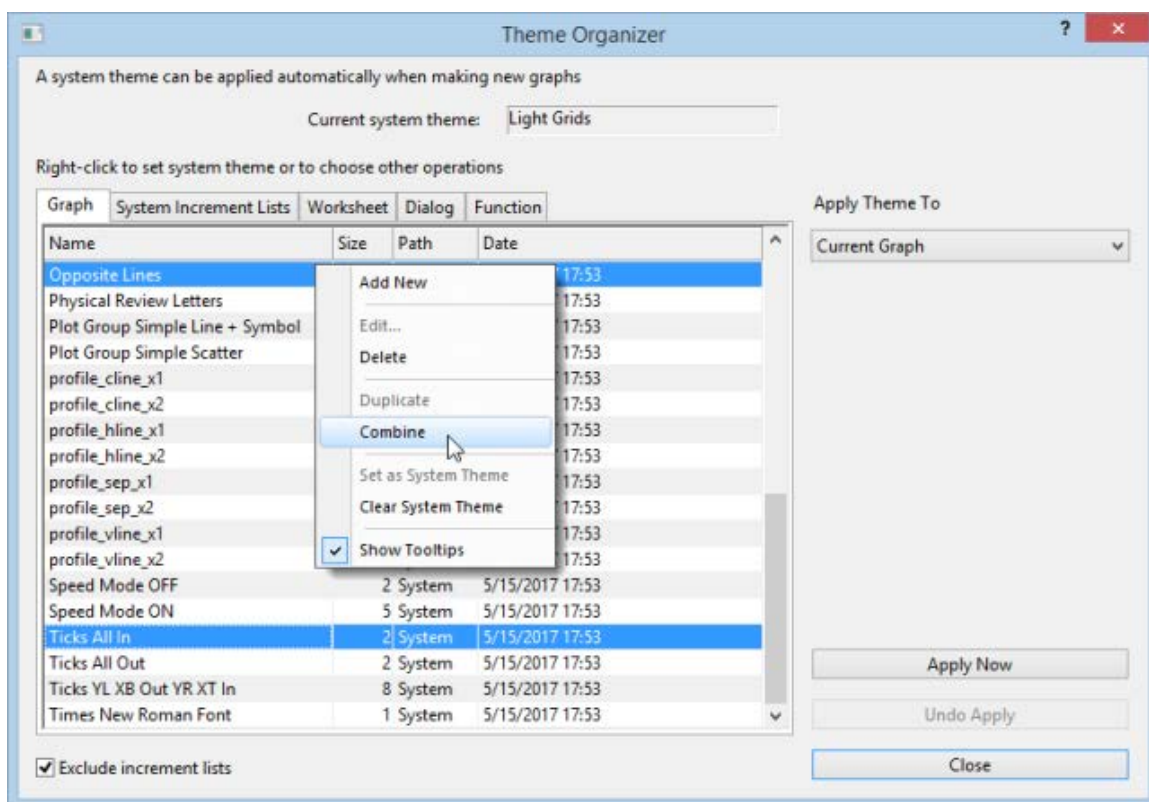 Theme Organizer
?
A system theme can be applied automatically when making new graphs
Current system theme: Light Grids
Right-click to set system theme or to choose other operations
Graph System Increment Lists Worksheet Dialog Function
Apply Theme To
Current Graph
Name Size Path Date
Opposite Lines 17:53
Physical Review Letters 17:53
Plot Group Simple Line + Symbol 17:53
Plot Group Simple Scatter 17:53
profile_cline_x1 17:53
profile_cline_x2 17:53
profile_hline_x1 17:53
profile_hline_x2 17:53
profile_sep_x1 17:53
profile_sep_x2 17:53
profile_vline_x1 17:53
profile_vline_x2 17:53
Speed Mode OFF 2 System 5/15/2017 17:53
Speed Mode ON 5 System 5/15/2017 17:53
Ticks All In 2 System 5/15/2017 17:53
Ticks All Out 2 System 5/15/2017 17:53
Ticks YL XB Out YR XT In 8 System 5/15/2017 17:53
Times New Roman Font 1 System 5/15/2017 17:53
Add New
Edit...
Delete
Duplicate
Combine
Set as System Theme
Clear System Theme
Show Tooltips
Apply Now
Undo Apply
Close
Exclude increment lists